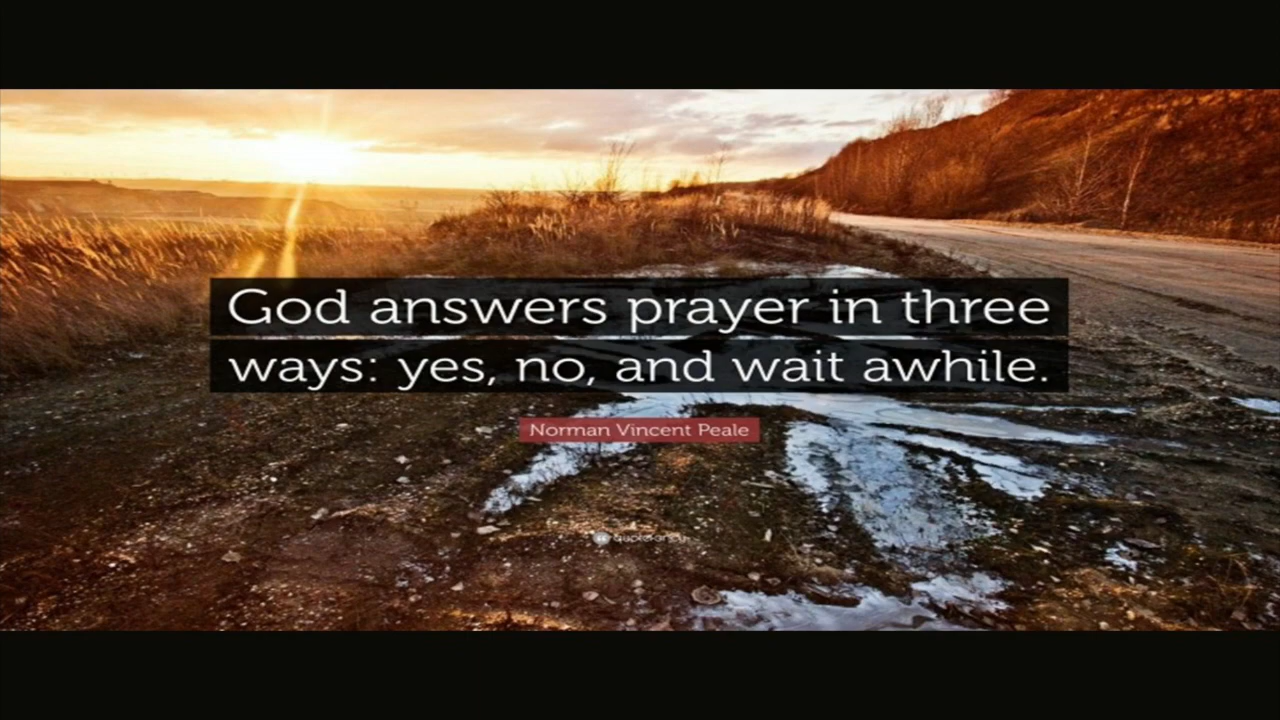 God answers prayer in three
ways: yes, no, and wait awhile.
Norman Vincent Peale